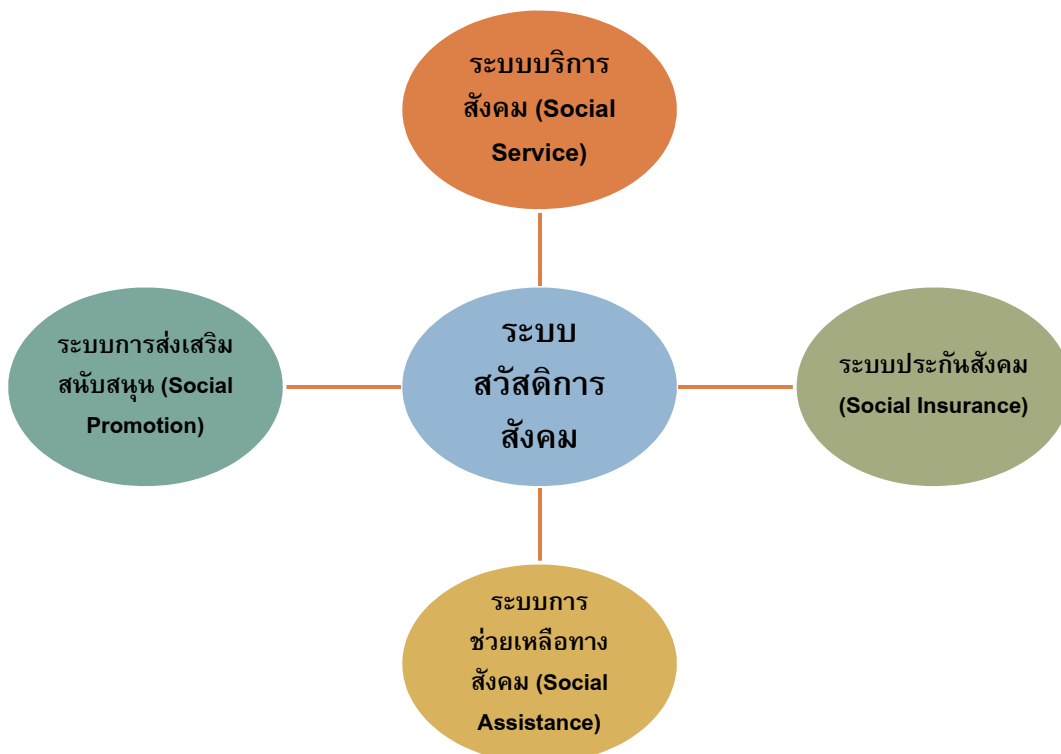 ระบบบริการ
สังคม (Social
Service)
ระบบการส่งเสริม
สนับสนุน (Social
Promotion)
ระบบ
สวัสดิการ
สังคม
ระบบประกันสังคม
(Social Insurance)
ระบบการ
ช่วยเหลือทาง
สังคม (Social
Assistance)